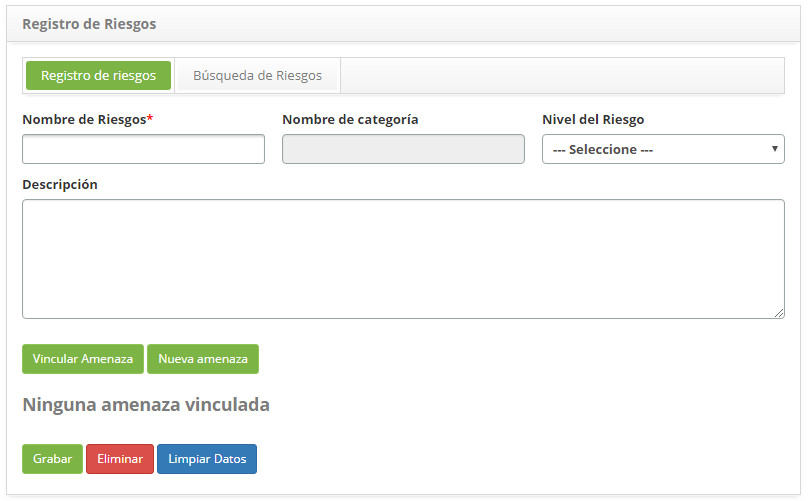 Registro de Riesgos
Registro de riesgos Búsqueda de Riesgos
Nombre de Riesgos* Nombre de categoría Nivel del Riesgo
--- Seleccione ---
Descripción
Vincular Amenaza Nueva amenaza
Ninguna amenaza vinculada
Grabar Eliminar Limpiar Datos